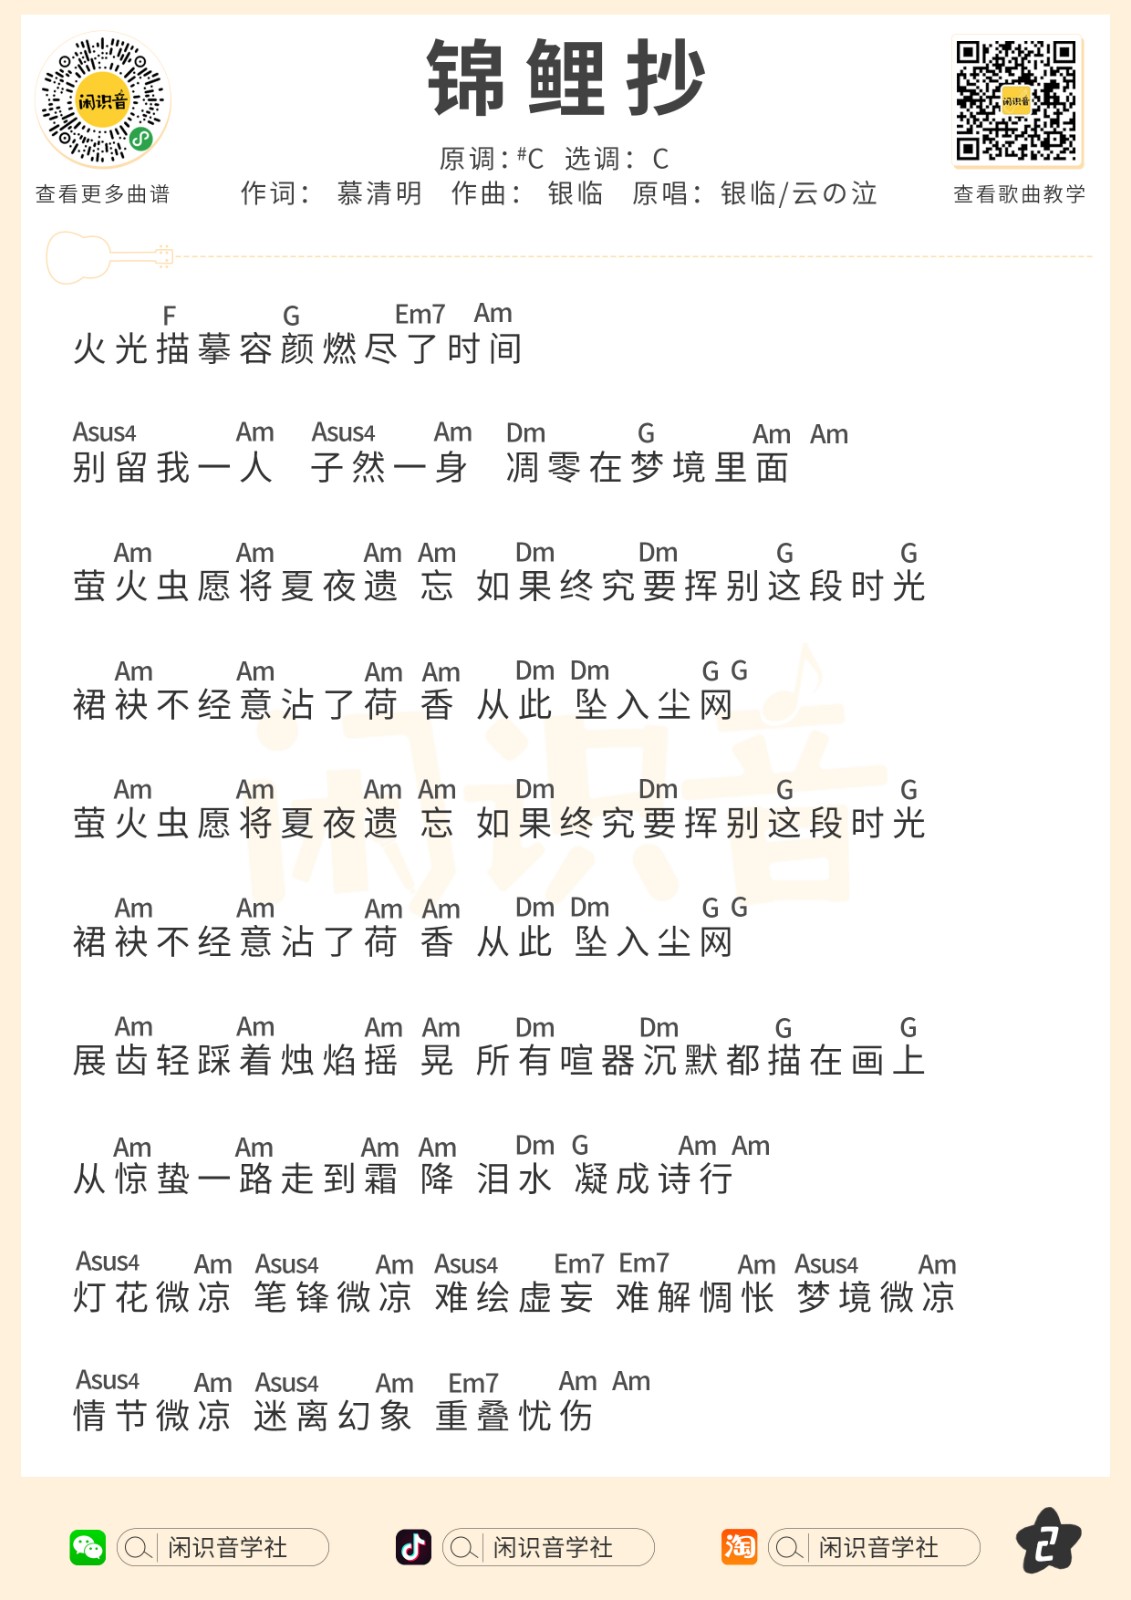 锦鲤抄
原调：#C 选调：C
作词： 慕清明 作曲： 银临 原唱：银临/云の泣
闲识音
查看更多曲谱
闲识音
查看歌曲教学
F G Em7 Am
火光描摹容颜燃尽了时间
Asus4 Am Asus4 Am Dm G Am Am
别留我一人 子然一身 凋零在梦境里面
Am Am Am Am Dm Dm G G
萤火虫愿将夏夜遗 忘 如果终究要挥别这段时光
Am Am Am Am Dm Dm G G
裙袂不经意沾了荷 香 从此 坠入尘网
Am Am Am Am Dm Dm G G
萤火虫愿将夏夜遗 忘 如果终究要挥别这段时光
Am Am Am Am Dm Dm G G
裙袂不经意沾了荷 香 从此 坠入尘网
Am Am Am Am Dm Dm G G
展齿轻踩着烛焰摇 晃 所有喧嚣沉默都描在画上
Am Am Am Am Dm G Am Am
从惊蛰一路走到霜 降 泪水 凝成诗行
Asus4 Am Asus4 Am Asus4 Em7 Em7 Am Asus4 Am
灯花微凉 笔锋微凉 难绘虚妄 难解惆怅 梦境微凉
Asus4 Am Asus4 Am Em7 Am Am
情节微凉 迷离幻象 重叠忧伤
闲识音
闲识音学社
闲识音学社
淘 闲识音学社
2